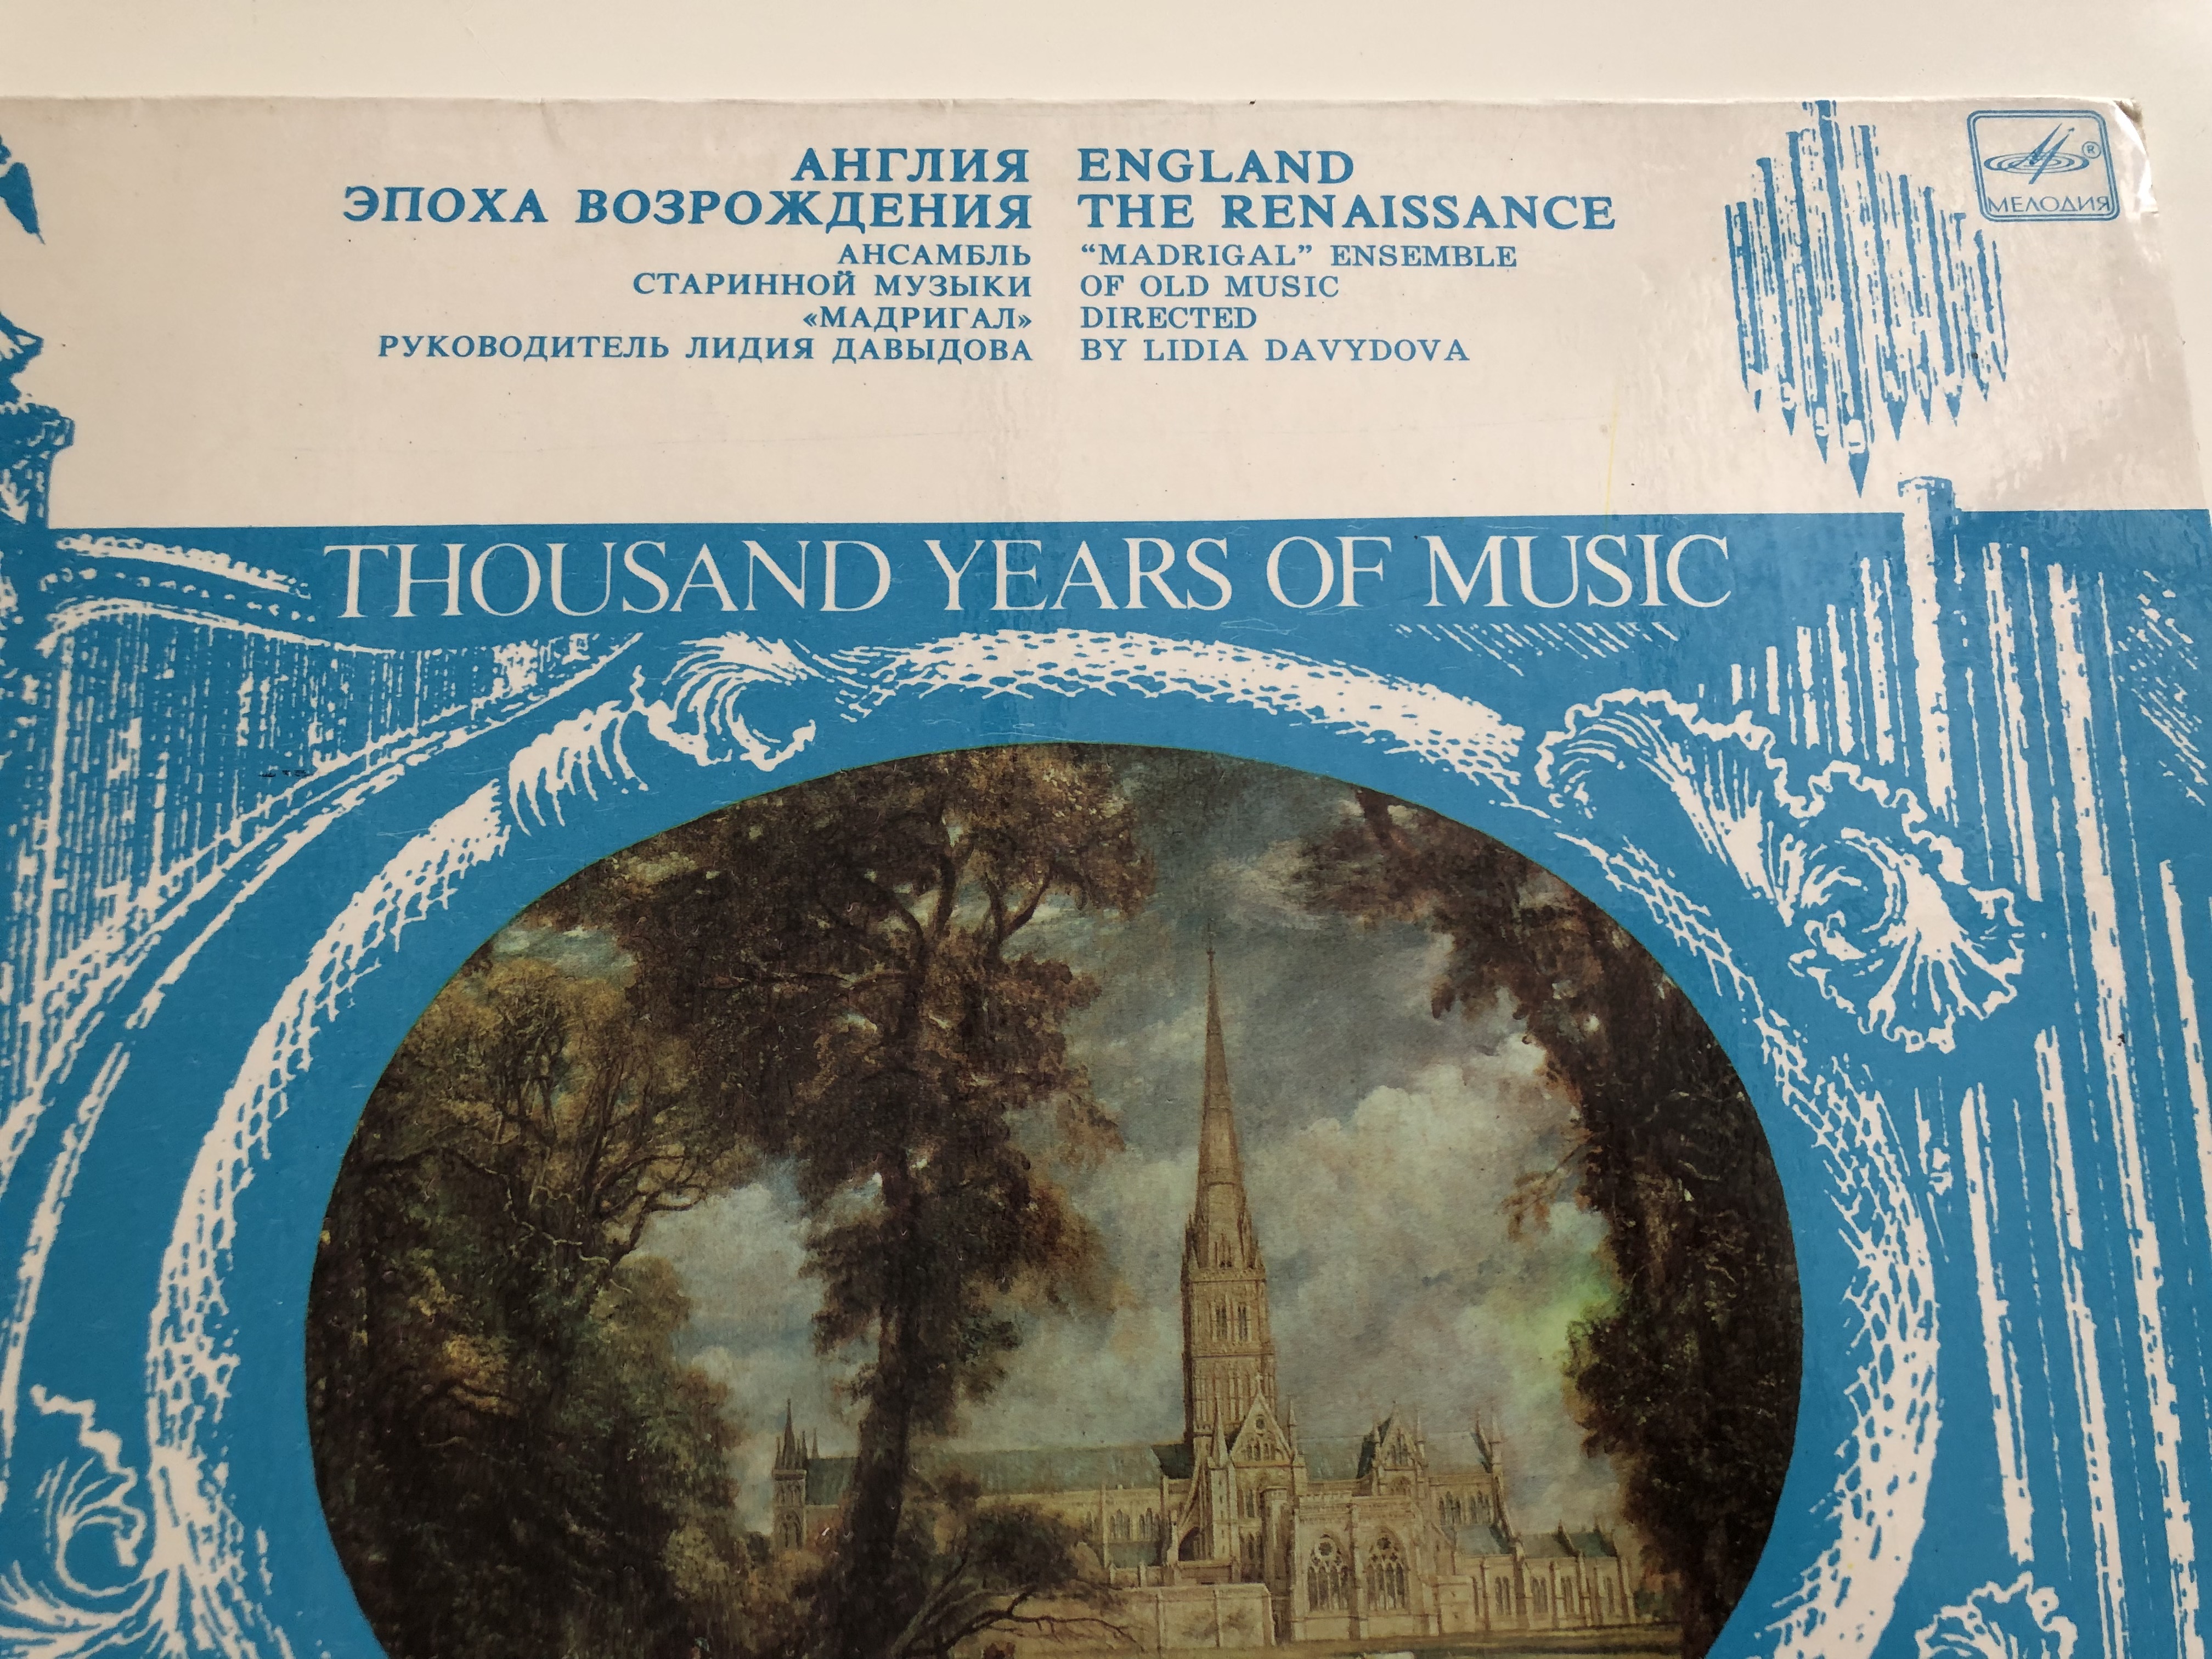 АНГЛИЯ
ЭПОХА ВОЗРОЖДЕНИЯ
АНСАМБЛЬ
СТАРИННОЙ МУЗЫКИ
«МАДРИГАЛ»
РУКОВОДИТЕЛЬ ЛИДИЯ ДАВЫДОВА
ENGLAND
THE RENAISSANCE
“MADRIGAL” ENSEMBLE
OF OLD MUSIC
DIRECTED
BY LIDIA DAVYDOVA
®
МЕЛОДИЯ
THOUSAND YEARS OF MUSIC